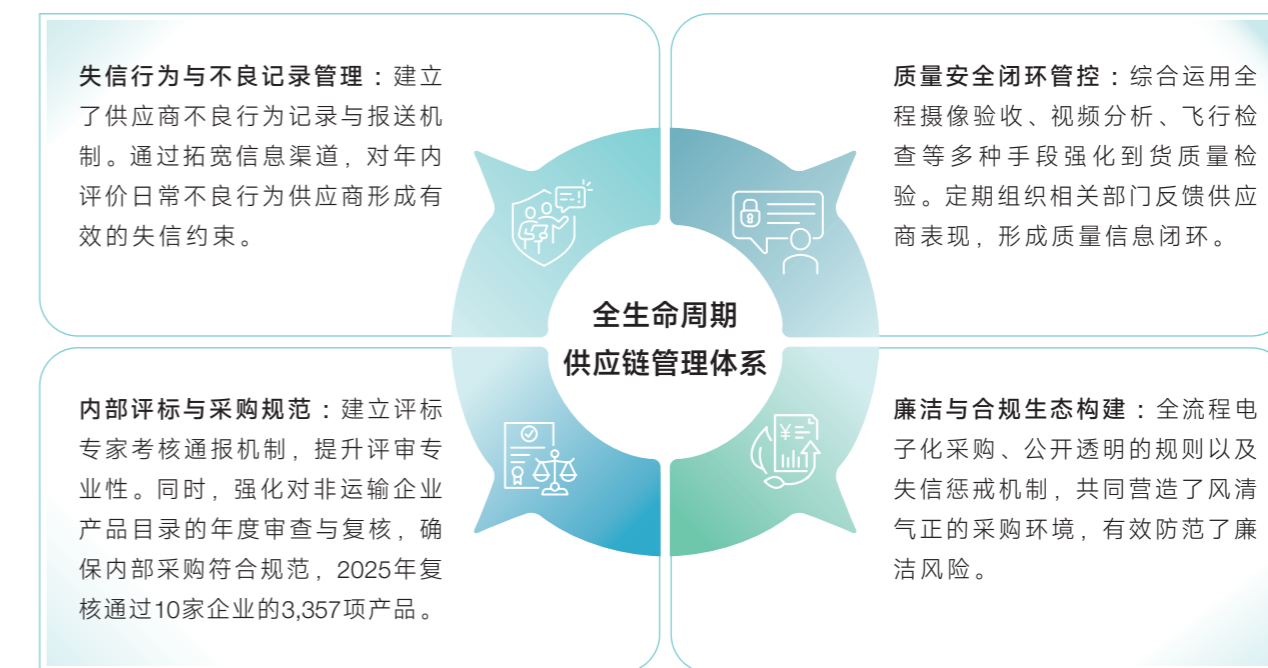 失信行为与不良记录管理：建立
了供应商不良行为记录与报送机
制。通过拓宽信息渠道，对年内
评价日常不良行为供应商形成有
效的失信约束。
质量安全闭环管控：综合运用全
程摄像验收、视频分析、飞行检
查等多种手段强化到货质量检
验。定期组织相关部门反馈供应
商表现，形成质量信息闭环。
全生命周期
供应链管理体系
内部评标与采购规范：建立评标
专家考核通报机制，提升评审专
业性。同时，强化对非运输企业
产品目录的年度审查与复核，确
保内部采购符合规范，2025年复
核通过10家企业的3,357项产品。
廉洁与合规生态构建：全流程电
子化采购、公开透明的规则以及
失信惩戒机制，共同营造了风清
气正的采购环境，有效防范了廉
洁风险。